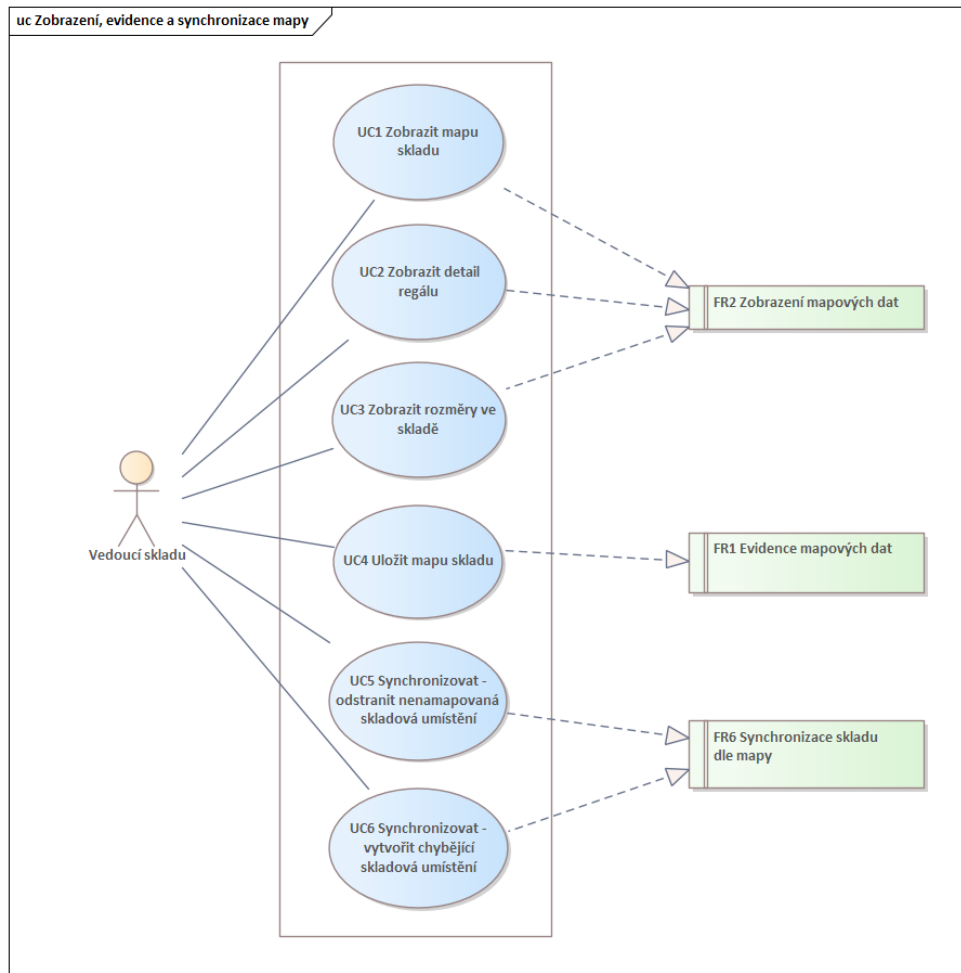 uc Zobrazení, evidence a synchronizace mapy
UC1 Zobrazit mapu
skladu
UC2 Zobrazit detail
regálu
FR2 Zobrazení mapových dat
UC3 Zobrazit rozměry ve
skladě
Vedoucí skladu
UC4 Uložit mapu skladu
FR1 Evidence mapových dat
UC5 Synchronizovat -
odstranit nenamapovaná
skladová umístění
FR6 Synchronizace skladu
dle mapy
UC6 Synchronizovat -
vytvořit chybějící
skladová umístění